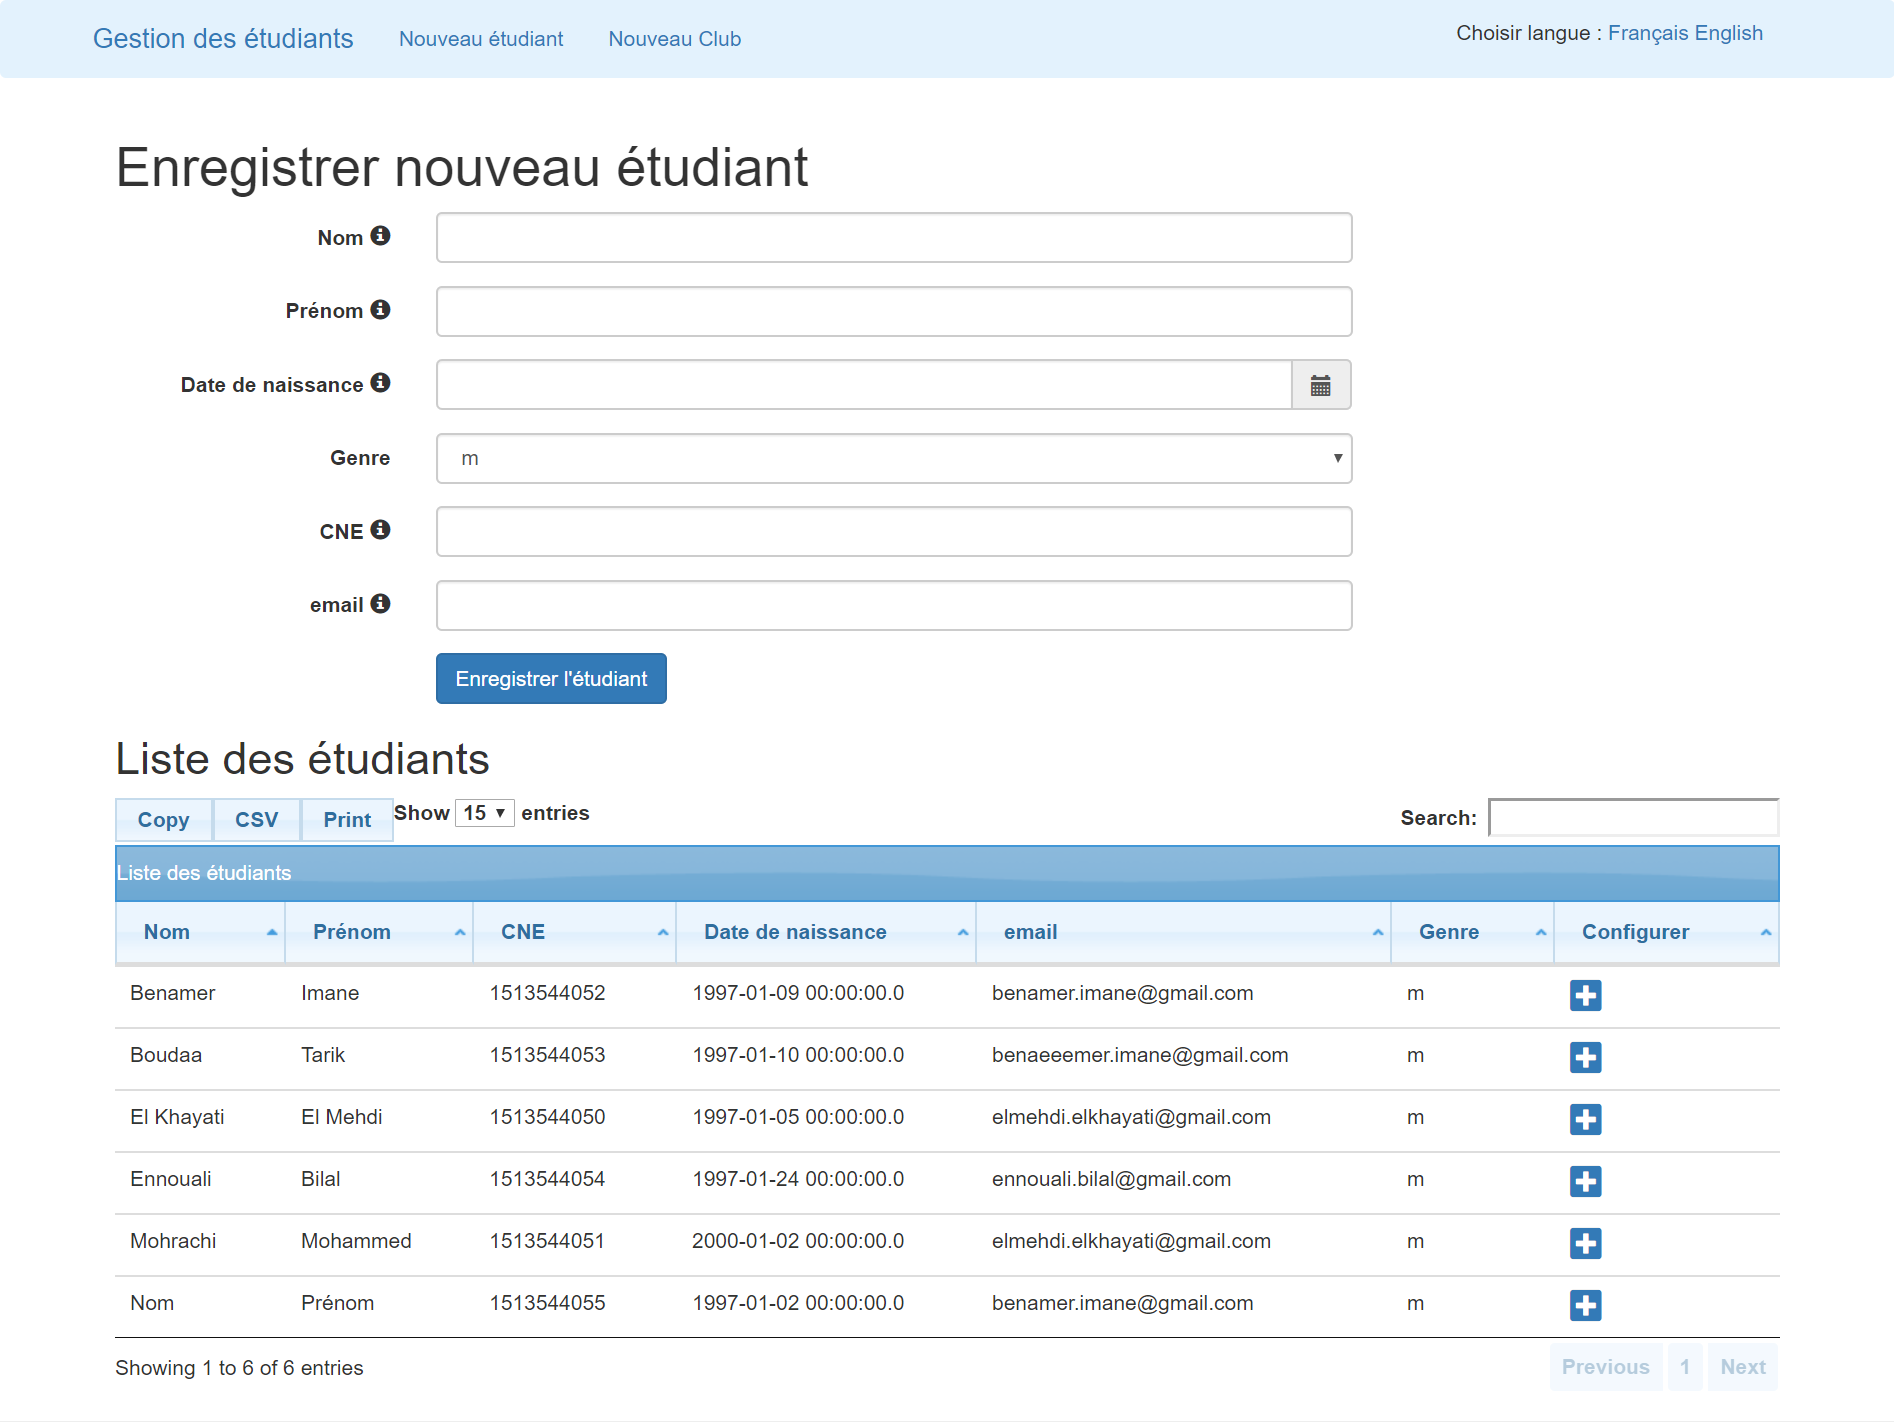 Gestion des étudiants Nouveau étudiant Nouveau Club Choisir langue : Français English
Enregistrer nouveau étudiant
Nom
Prénom
Date de naissance
Genre m
CNE
email
Enregistrer l'étudiant
Liste des étudiants
Copy CSV Print Show 15 entries Search:
Liste des étudiants
Nom Prénom CNE Date de naissance email Genre Configurer
Benamer Imane 1513544052 1997-01-09 00:00:00.0 benamer.imane@gmail.com m
Boudaa Tarik 1513544053 1997-01-10 00:00:00.0 benaeeemer.imane@gmail.com m
El Khayati El Mehdi 1513544050 1997-01-05 00:00:00.0 elmehdi.elkhayati@gmail.com m
Ennouali Bilal 1513544054 1997-01-24 00:00:00.0 ennouali.bilal@gmail.com m
Mohrachi Mohammed 1513544051 2000-01-02 00:00:00.0 elmehdi.elkhayati@gmail.com m
Nom Prénom 1513544055 1997-01-02 00:00:00.0 benamer.imane@gmail.com m
Showing 1 to 6 of 6 entries Previous 1 Next